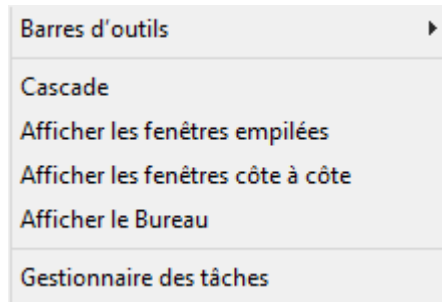 Barres d'outils
Cascade
Afficher les fenêtres empilées
Afficher les fenêtres côte à côte
Afficher le Bureau
Gestionnaire des tâches